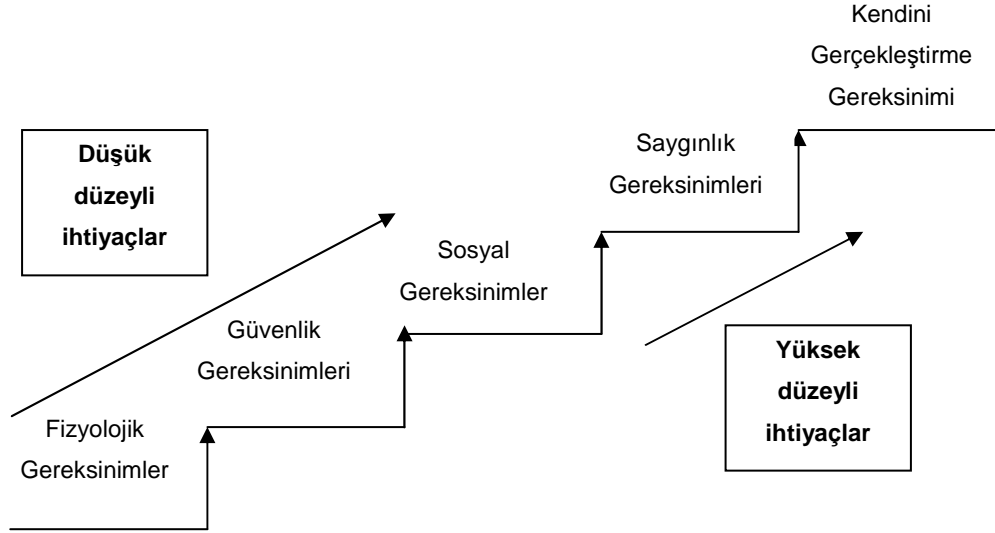 Kendini
Gerçekleştirme
Gereksinimi
Saygınlık
Gereksinimleri
Düşük
düzeyli
ihtiyaçlar
Sosyal
Gereksinimler
Güvenlik
Gereksinimleri
Yüksek
düzeyli
ihtiyaçlar
Fizyolojik
Gereksinimler